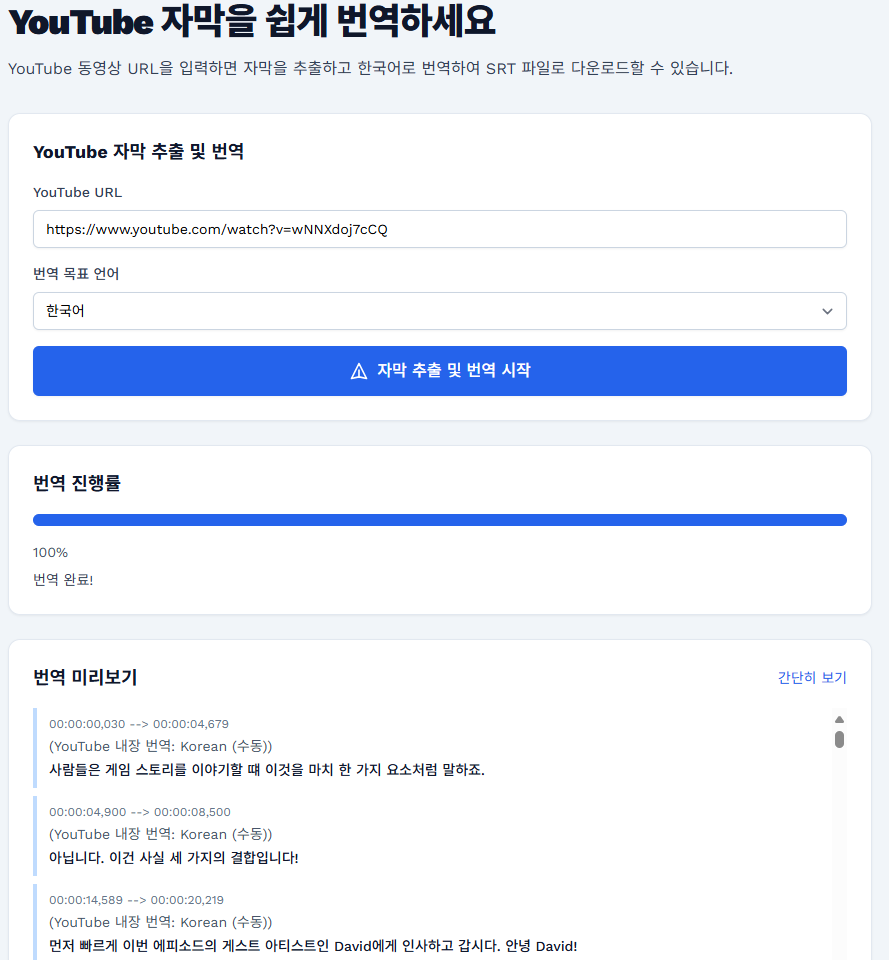 YouTube 자막을 쉽게 번역하세요
YouTube 동영상 URL을 입력하면 자막을 추출하고 한국어로 번역하여 SRT 파일로 다운로드할 수 있습니다.
YouTube 자막 추출 및 번역
YouTube URL
https://www.youtube.com/watch?v=wNNXdoj7cCQ
번역 목표 언어
한국어
자막 추출 및 번역 시작
번역 진행률
100%
번역 완료!
번역 미리보기
간단히 보기
00:00:00,030 --> 00:00:04,679
(YouTube 내장 번역: Korean (수동))
사람들은 게임 스토리를 이야기할 떄 이것을 마치 한 가지 요소처럼 말하죠.
00:00:04,900 --> 00:00:08,500
(YouTube 내장 번역: Korean (수동))
아닙니다. 이건 사실 세 가지의 결합입니다!
00:00:14,589 --> 00:00:20,219
(YouTube 내장 번역: Korean (수동))
먼저 빠르게 이번 에피소드의 게스트 아티스트인 David에게 인사하고 갑시다. 안녕 David!